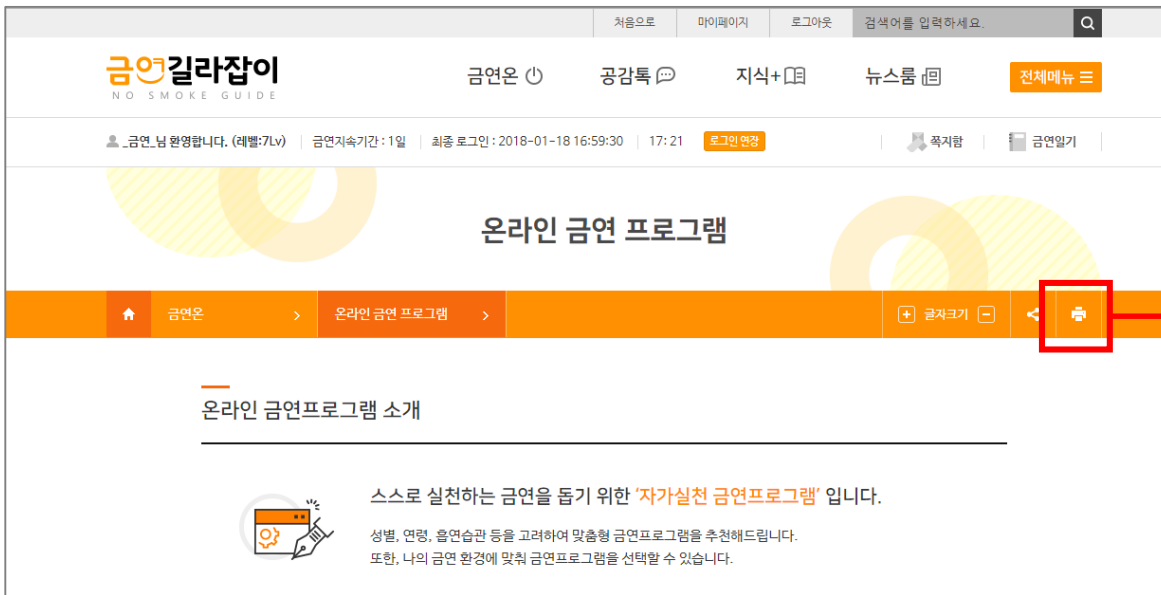 처음으로 마이페이지 로그아웃 검색어를 입력하세요.
금연길라잡이
NO SMOKE GUIDE
금연온 공감톡 지식+ 뉴스룸 전체메뉴
_금연_님 환영합니다. (레벨:7Lv) 금연지속기간 : 1일 최종 로그인 : 2018-01-18 16:59:30 17:21 로그인 연장 쪽지함 금연일기
온라인 금연 프로그램
금연온 > 온라인 금연 프로그램 > + 글자크기 -
온라인 금연프로그램 소개
스스로 실천하는 금연을 돕기 위한 '자가실천 금연프로그램' 입니다.
성별, 연령, 흡연습관 등을 고려하여 맞춤형 금연프로그램을 추천해드립니다.
또한, 나의 금연 환경에 맞춰 금연프로그램을 선택할 수 있습니다.